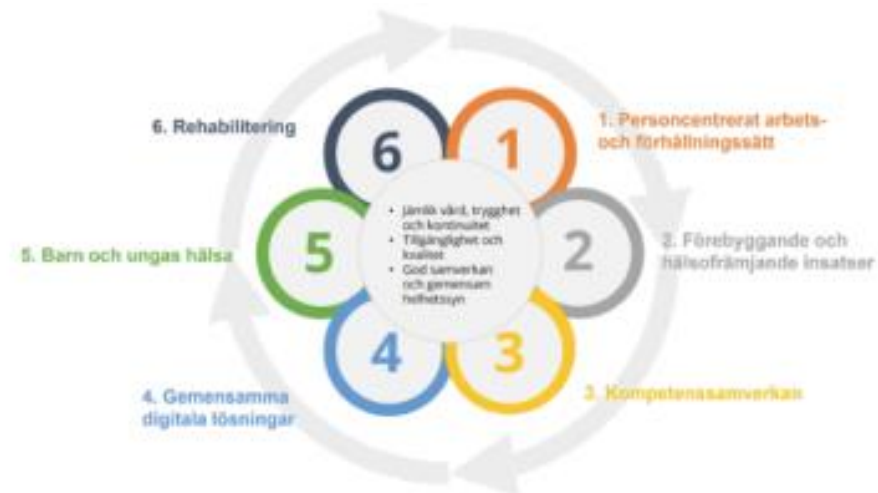 6. Rehabilitering
6
1
1. Personcentrerat arbets-
och förhållningssätt
5. Barn och ungas hälsa
5
• Jämlik vård, trygghet
och kontinuitet
• Tillgänglighet och
kvalitet
• God samverkan
och gemensam
helhetssyn
2
2. Förebyggande och
hälsofrämjande insatser
4. Gemensamma
digitala lösningar
4
3
3. Kompetenssamverkan